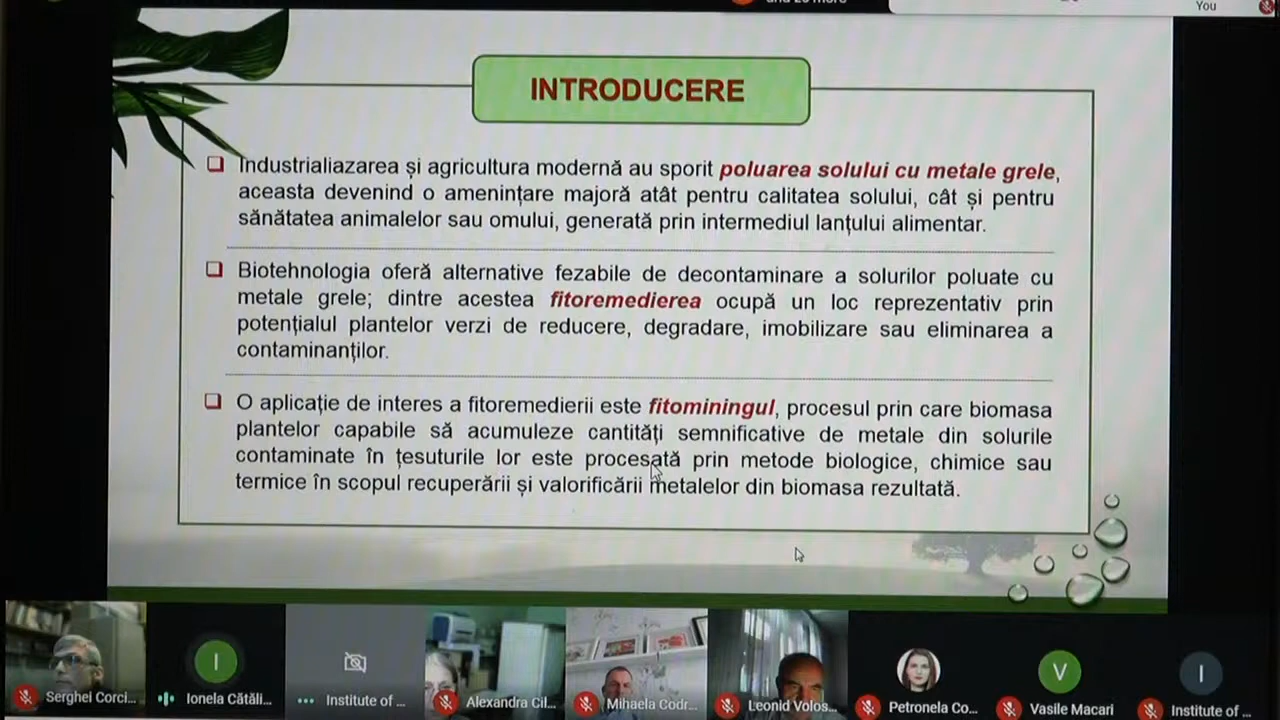 You
INTRODUCERE
Industrialiazarea și agricultura modernă au sporit poluarea solului cu metale grele,
aceasta devenind o amenințare majoră atât pentru calitatea solului, cât și pentru
sănătatea animalelor sau omului, generată prin intermediul lanțului alimentar.
Biotehnologia oferă alternative fezabile de decontaminare a solurilor poluate cu
metale grele; dintre acestea fitoremedierea ocupă un loc reprezentativ prin
potențialul plantelor verzi de reducere, degradare, imobilizare sau eliminarea a
contaminanților.
O aplicație de interes a fitoremedierii este fitominingul, procesul prin care biomasa
plantelor capabile să acumuleze cantități semnificative de metale din solurile
contaminate în țesuturile lor este procesată prin metode biologice, chimice sau
termice în scopul recuperării și valorificării metalelor din biomasa rezultată.
Serghei Corci...
I
Ionela Cătăli...
Institute of ...
Alexandra Cil...
Mihaela Codr...
Leonid Volos...
Petronela Co...
V
Vasile Macari
I
Institute of ...